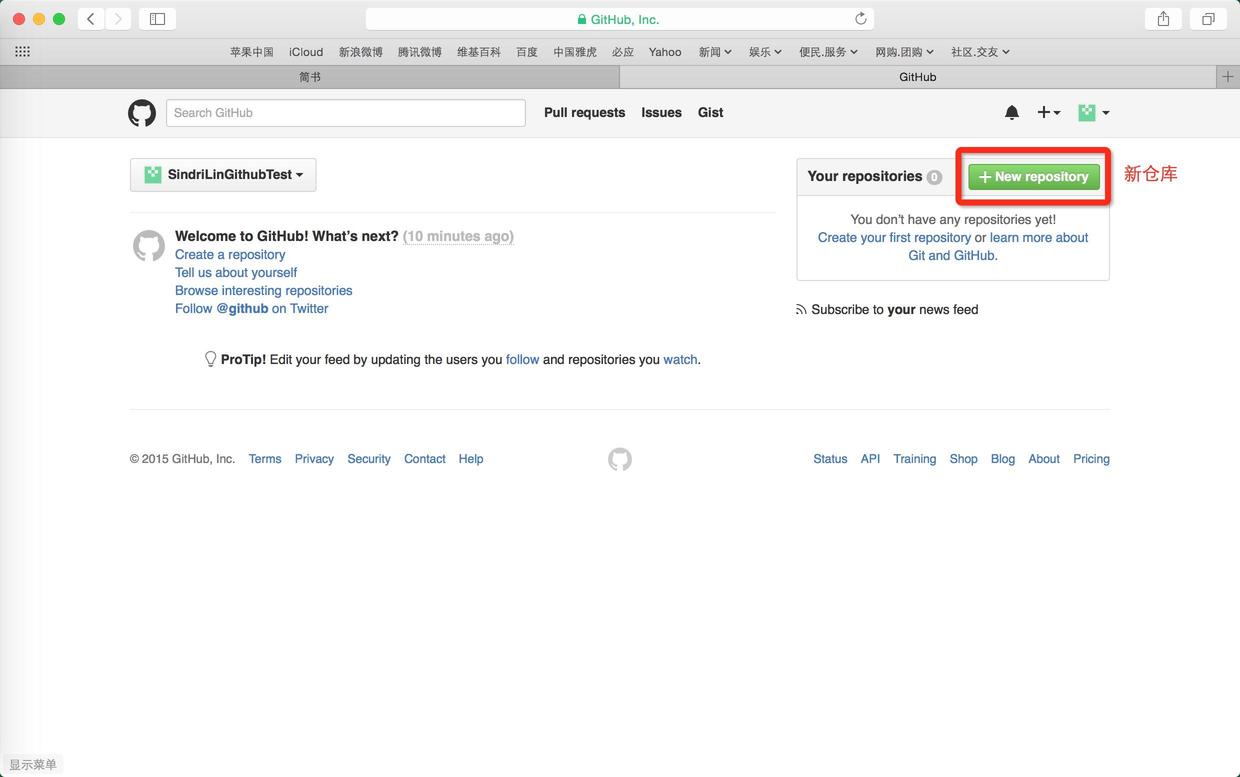 GitHub, Inc.
苹果中国 iCloud 新浪微博 腾讯微博 维基百科 百度 中国雅虎 必应 Yahoo 新闻 娱乐 便民.服务 网购.团购 社区.交友
简书 GitHub
Search GitHub Pull requests Issues Gist
SindriLinGithubTest
Your repositories 0 + New repository 新仓库
You don't have any repositories yet!
Create your first repository or learn more about
Git and GitHub.
Welcome to GitHub! What's next? (10 minutes ago)
Create a repository
Tell us about yourself
Browse interesting repositories
Follow @github on Twitter
Subscribe to your news feed
ProTip! Edit your feed by updating the users you follow and repositories you watch.
© 2015 GitHub, Inc. Terms Privacy Security Contact Help Status API Training Shop Blog About Pricing
显示菜单